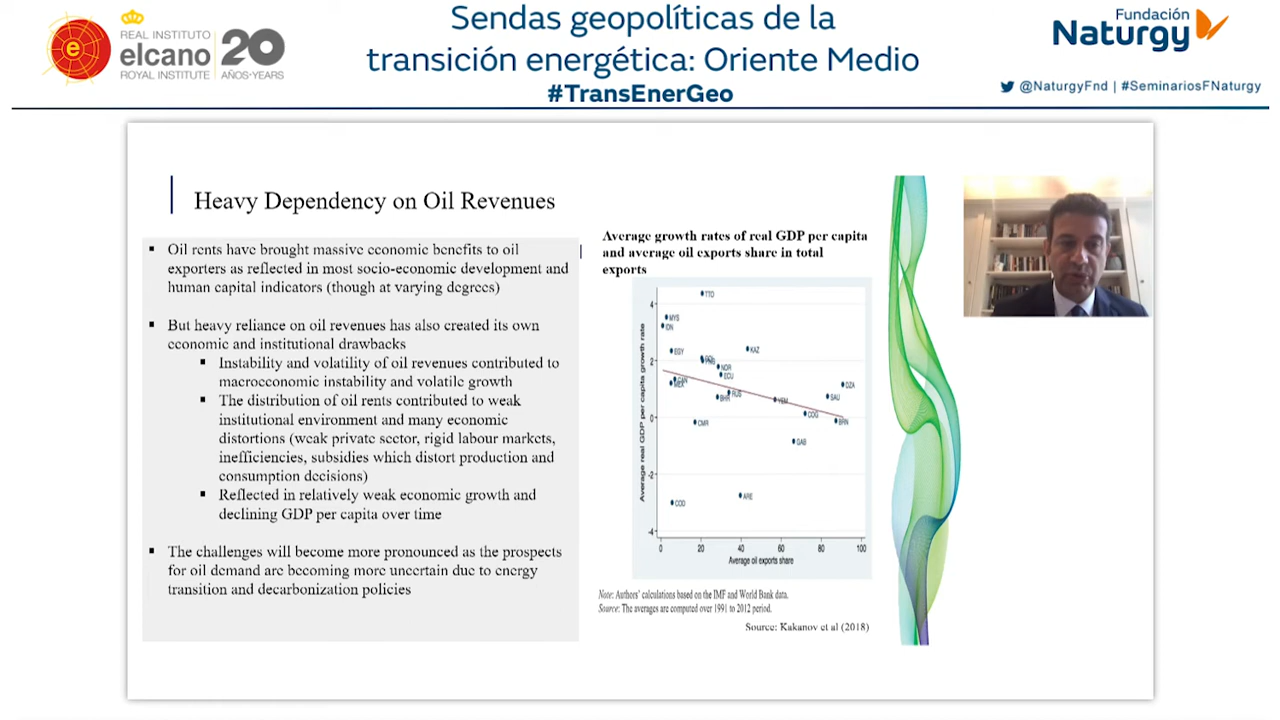 REAL INSTITUTO
elcano
ROYAL INSTITUTE
20
AÑOS·YEARS
Sendas geopolíticas de la
transición energética: Oriente Medio
#TransEnerGeo
Fundación
Naturgy
@NaturgyFnd | #SeminariosFNaturgy
Heavy Dependency on Oil Revenues
▪ Oil rents have brought massive economic benefits to oil
exporters as reflected in most socio-economic development and
human capital indicators (though at varying degrees)
▪ But heavy reliance on oil revenues has also created its own
economic and institutional drawbacks
▪ Instability and volatility of oil revenues contributed to
macroeconomic instability and volatile growth
▪ The distribution of oil rents contributed to weak
institutional environment and many economic
distortions (weak private sector, rigid labour markets,
inefficiencies, subsidies which distort production and
consumption decisions)
▪ Reflected in relatively weak economic growth and
declining GDP per capita over time
▪ The challenges will become more pronounced as the prospects
for oil demand are becoming more uncertain due to energy
transition and decarbonization policies
Average growth rates of real GDP per capita
and average oil exports share in total
exports
Average real GDP per capita growth rate
4
2
0
-2
-4
TTO
MYS
IDN
EGY
KAZ
NOR
ECU
MEX
RUS
BHR
YEM
DZA
SAU
COG
BRN
CMR
GAB
COD
ARE
0 20 40 60 80 100
Average oil exports share
Note: Authors' calculations based on the IMF and World Bank data.
Source: The averages are computed over 1991 to 2012 period.
Source: Kakanov et al (2018)